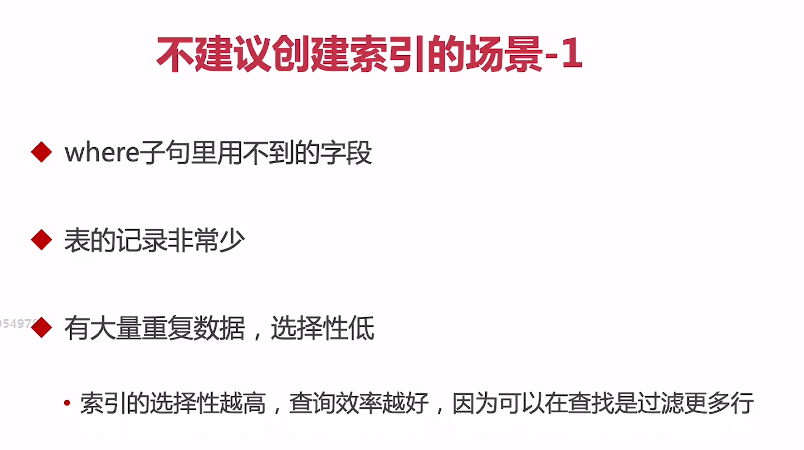 不建议创建索引的场景-1
where子句里用不到的字段
表的记录非常少
有大量重复数据，选择性低
索引的选择性越高，查询效率越好，因为可以在查找是过滤更多行